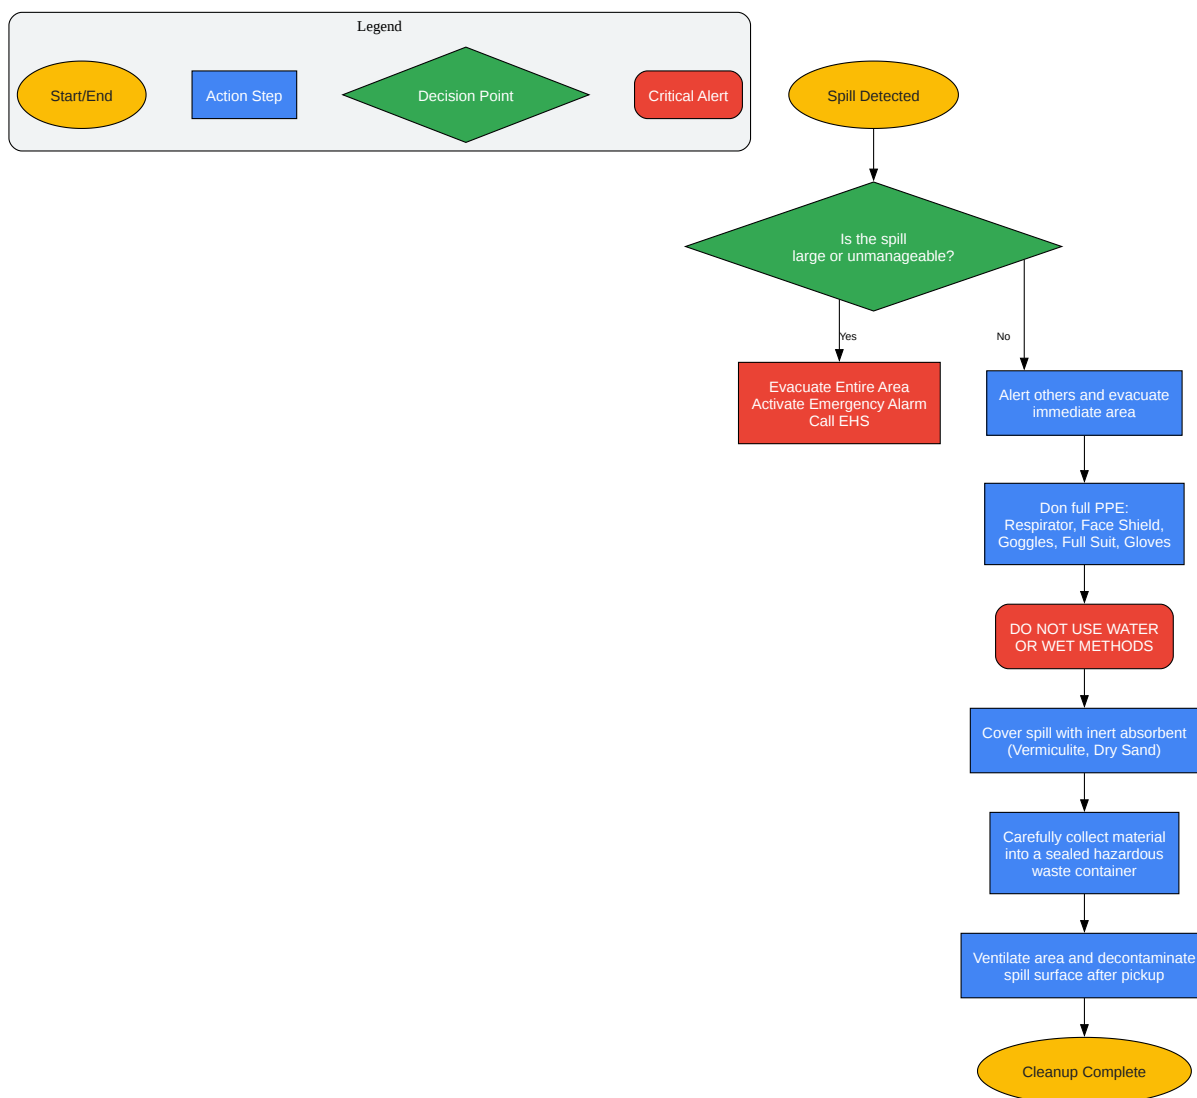 Legend
Start/End
Action Step
Decision Point
Critical Alert
Spill Detected
Is the spill
large or unmanageable?
Yes
No
Evacuate Entire Area
Activate Emergency Alarm
Call EHS
Alert others and evacuate
immediate area
Don full PPE:
Respirator, Face Shield,
Goggles, Full Suit, Gloves
DO NOT USE WATER
OR WET METHODS
Cover spill with inert absorbent
(Vermiculite, Dry Sand)
Carefully collect material
into a sealed hazardous
waste container
Ventilate area and decontaminate
spill surface after pickup
Cleanup Complete